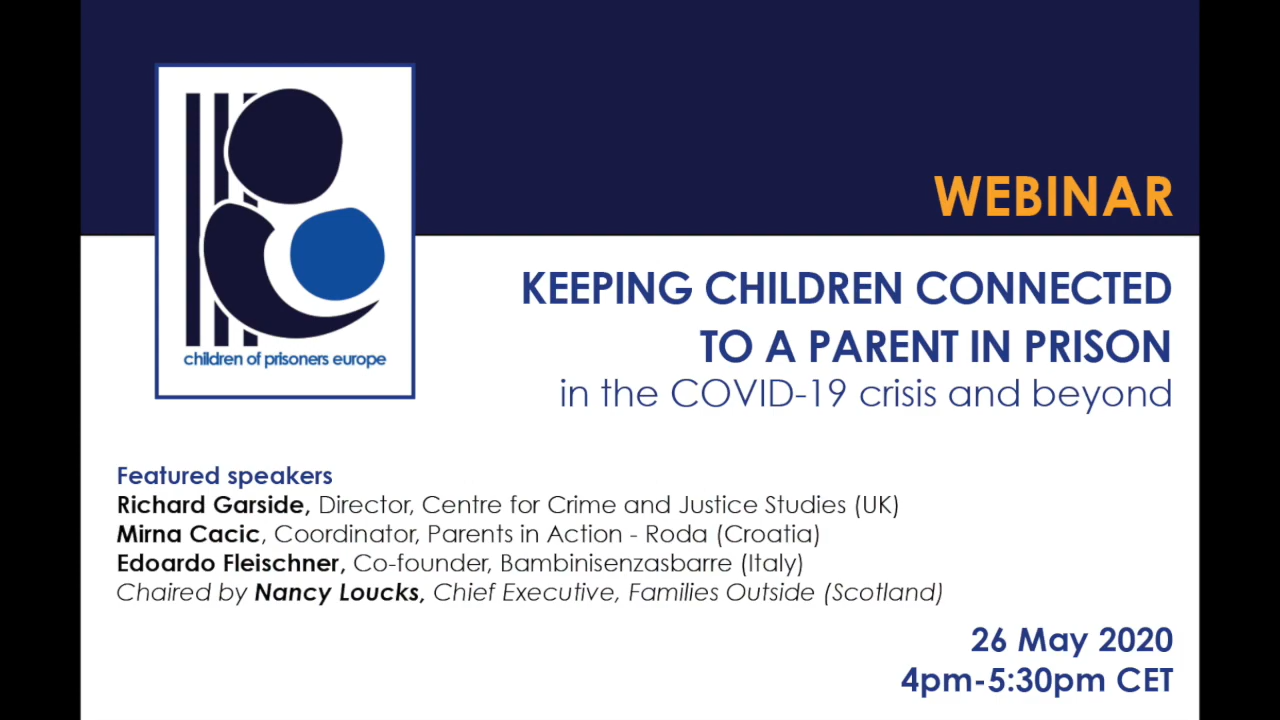 children of prisoners europe
WEBINAR
KEEPING CHILDREN CONNECTED
TO A PARENT IN PRISON
in the COVID-19 crisis and beyond
Featured speakers
Richard Garside, Director, Centre for Crime and Justice Studies (UK)
Mirna Cacic, Coordinator, Parents in Action - Roda (Croatia)
Edoardo Fleischner, Co-founder, Bambinisenzasbarre (Italy)
Chaired by Nancy Loucks, Chief Executive, Families Outside (Scotland)
26 May 2020
4pm-5:30pm CET